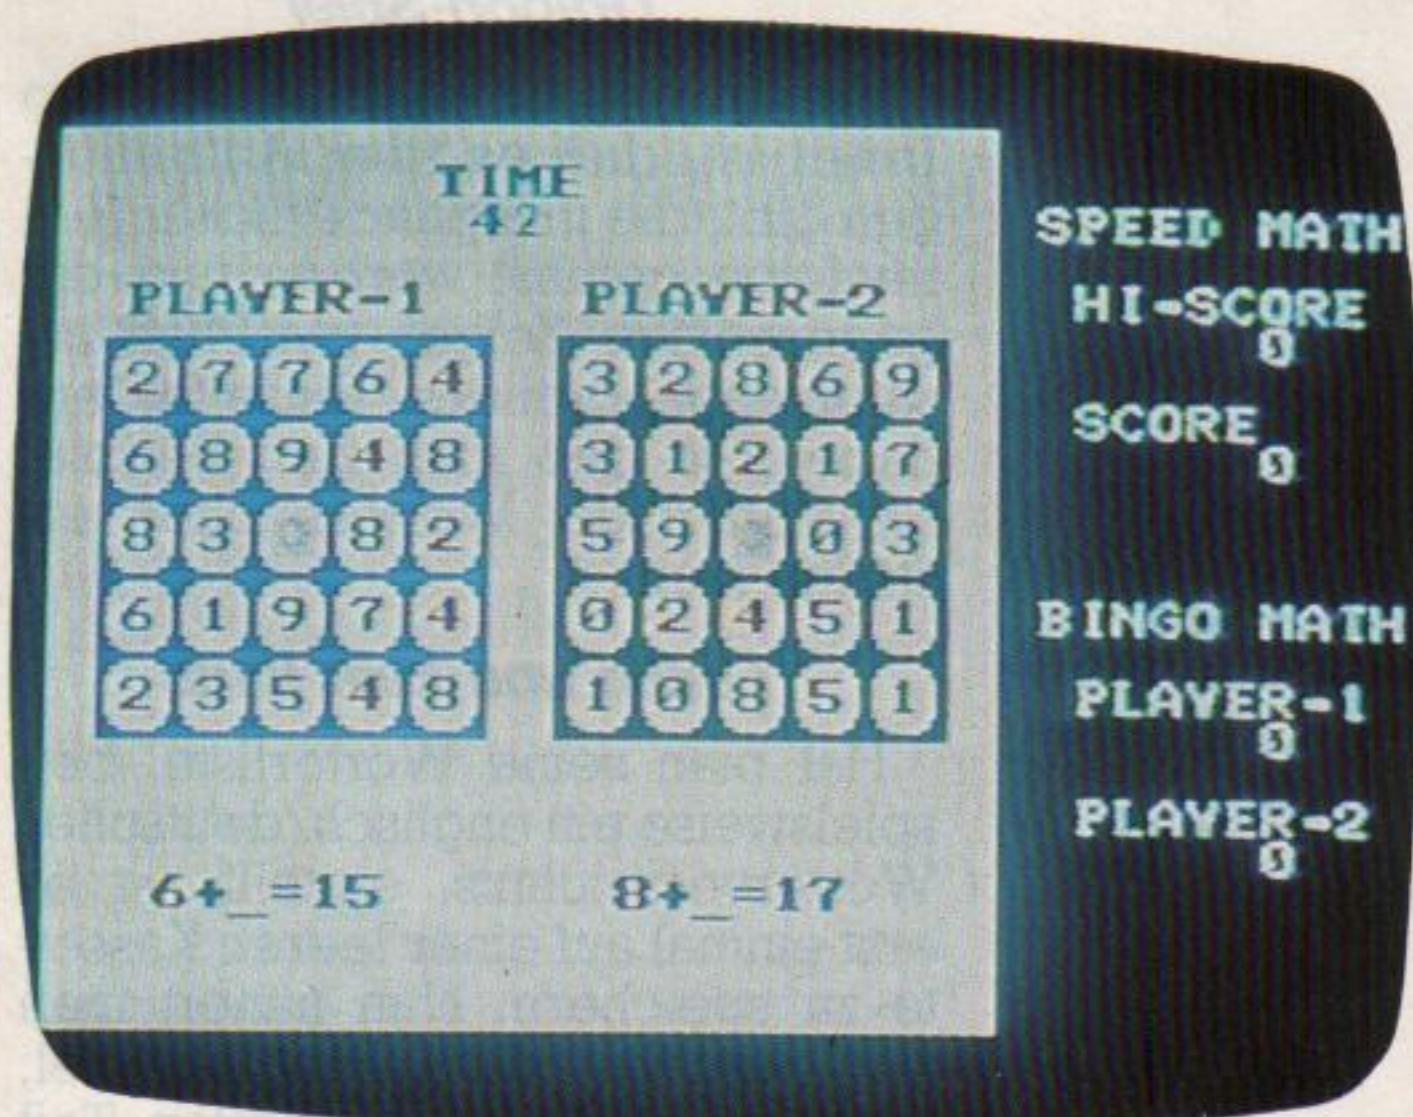 TIME
42
PLAYER-1
2 7 7 6 4
6 8 9 4 8
8 3 8 2
6 1 9 7 4
2 3 5 4 8
6+_=15
PLAYER-2
3 2 8 6 9
3 1 2 1 7
5 9 0 3
0 2 4 5 1
1 0 8 5 1
8+_=17
SPEED MATH
HI-SCORE
0
SCORE
0
BINGO MATH
PLAYER-1
0
PLAYER-2
0